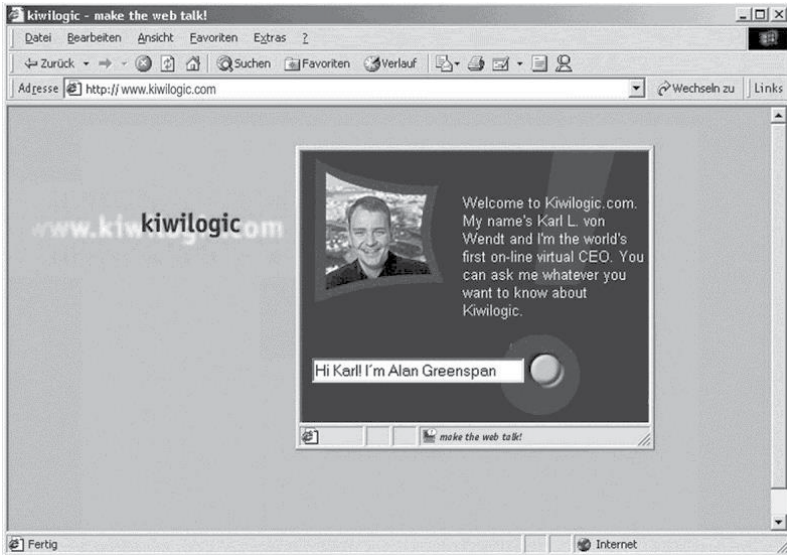 kiwilogic - make the web talk!
Datei Bearbeiten Ansicht Favoriten Extras ?
Zurück Suchen Favoriten Verlauf
Adresse http://www.kiwilogic.com Wechseln zu Links
www.kiwilogic.com
kiwilogic
Welcome to Kiwilogic.com.
My name's Karl L. von
Wendt and I'm the world's
first on-line virtual CEO. You
can ask me whatever you
want to know about
Kiwilogic.
Hi Karl! I´m Alan Greenspan
make the web talk!
Fertig Internet